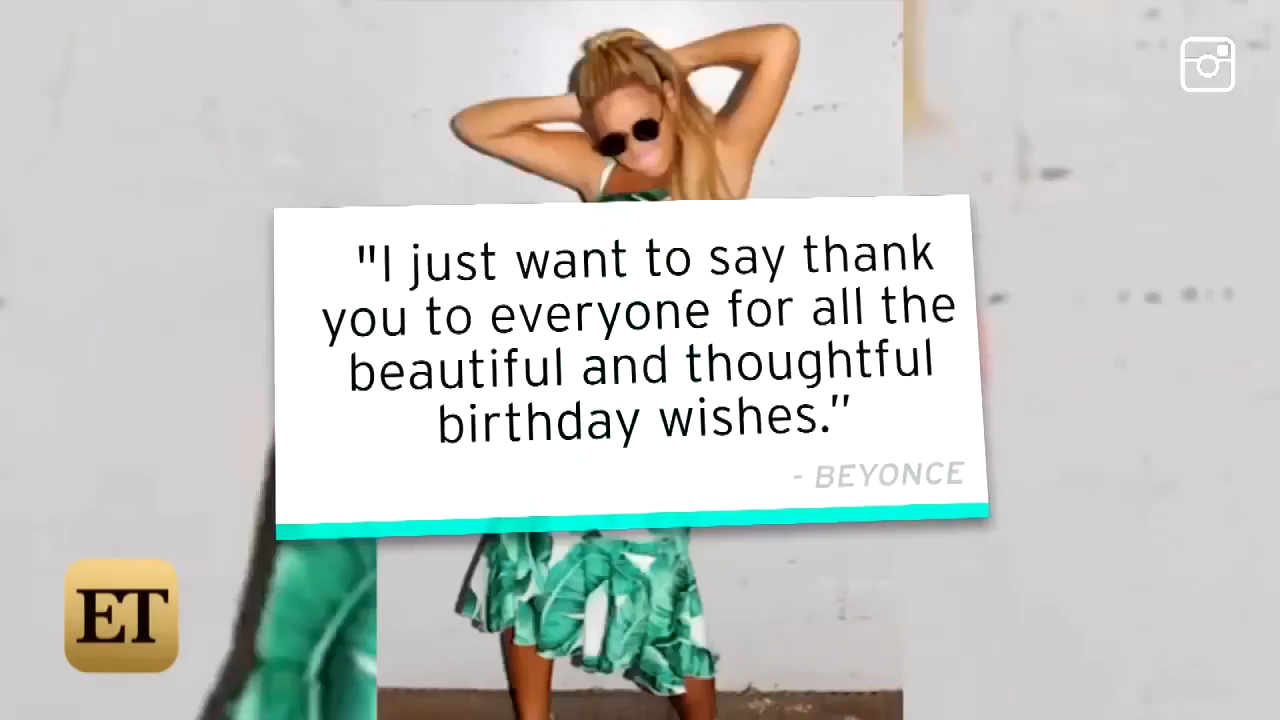 "I just want to say thank
you to everyone for all the
beautiful and thoughtful
birthday wishes.”
- BEYONCE
ET